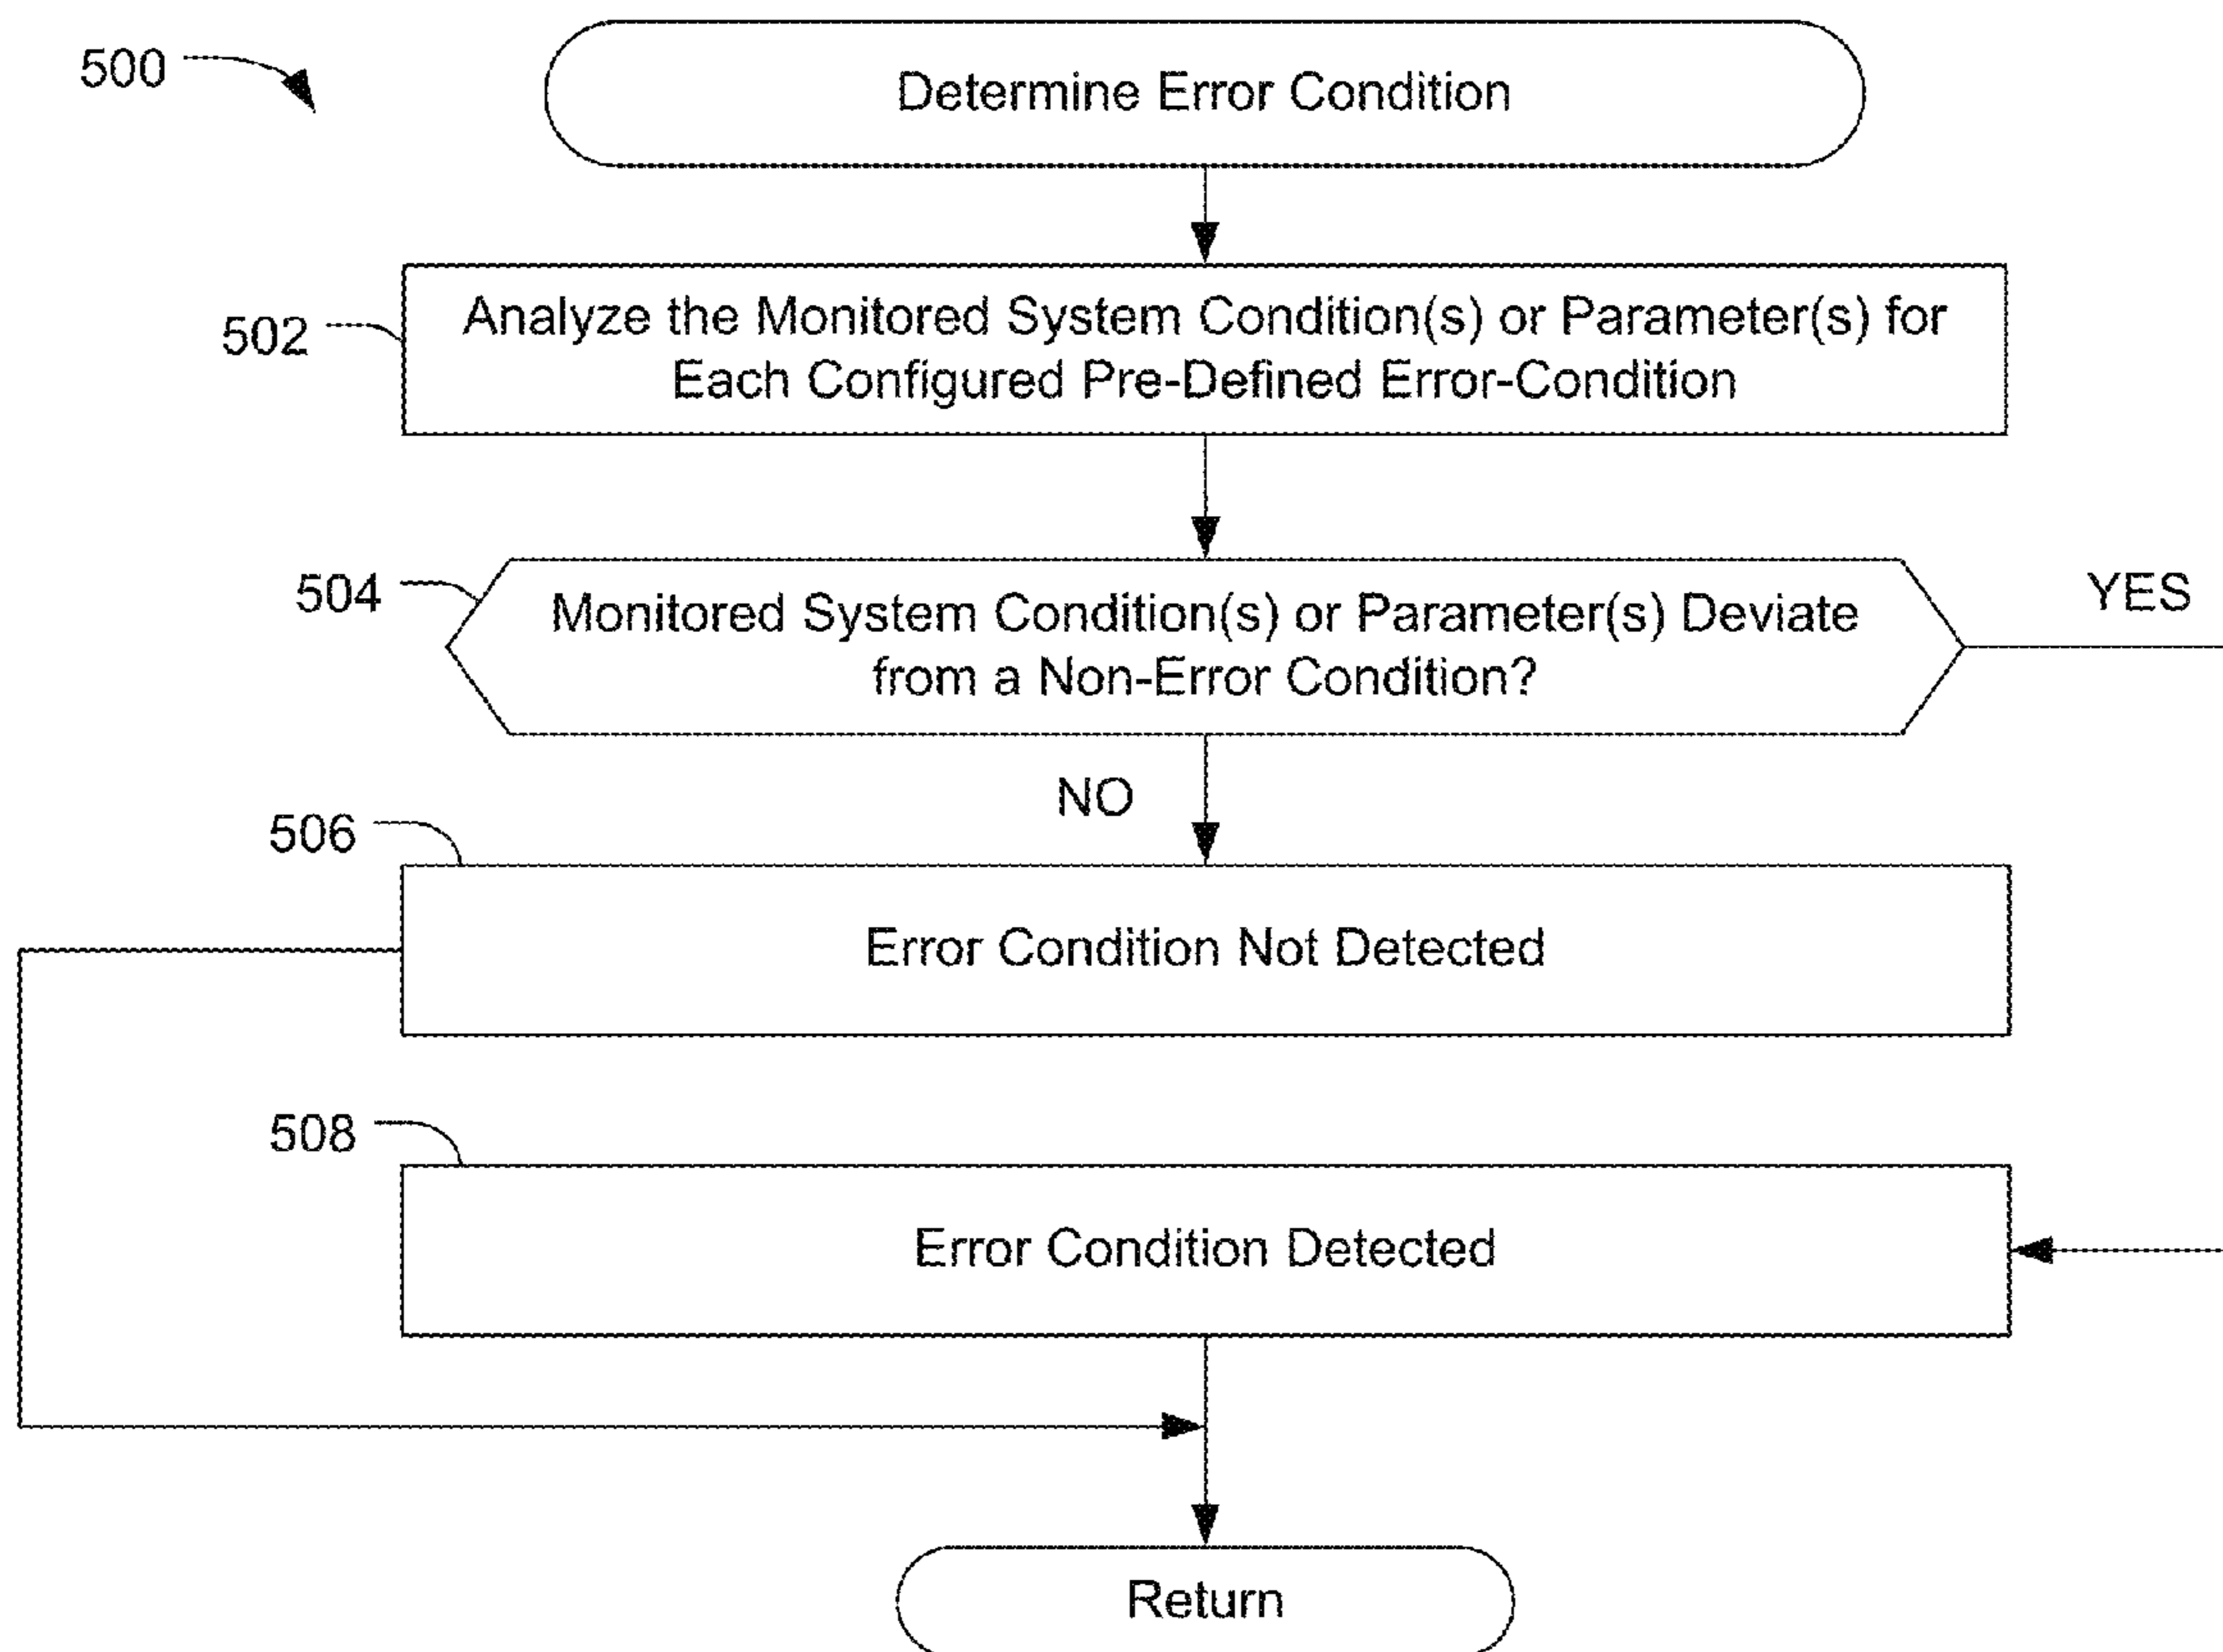 500
Determine Error Condition
502
Analyze the Monitored System Condition(s) or Parameter(s) for
Each Configured Pre-Defined Error-Condition
504
Monitored System Condition(s) or Parameter(s) Deviate
from a Non-Error Condition?
YES
NO
506
Error Condition Not Detected
508
Error Condition Detected
Return